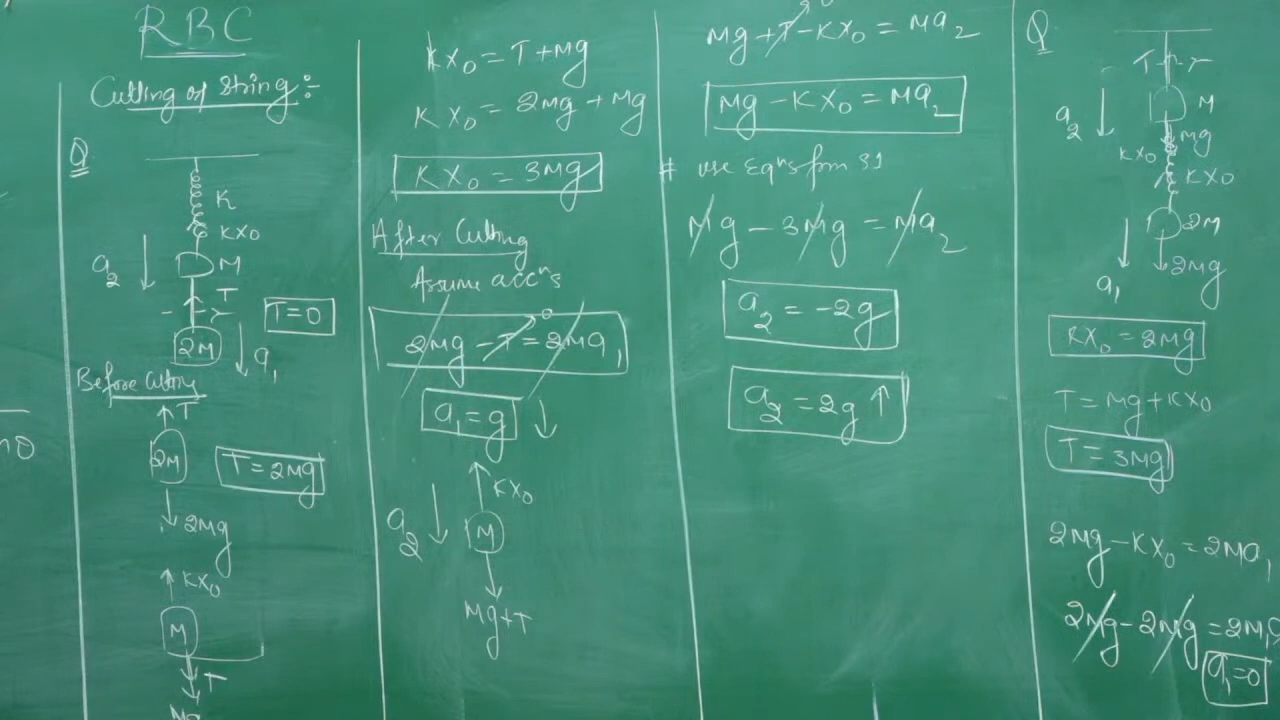 RBC
Cutting of String :-
Q
K
KX₀
a₂ ↓
M
T
T=0
2M
↓ a₁
Before Cutting
↑ T
2M
T = 2Mg
↓ 2Mg
↑ KX₀
M
T
Mg
KX₀ = T + Mg
KX₀ = 2Mg + Mg
KX₀ = 3Mg
After Cutting
Assume accⁿs
2Mg - T = 2Ma₁
0
a₁ = g ↓
↑ KX₀
a₂ ↓
M
Mg+T
0
Mg + T - KX₀ = Ma₂
Mg - KX₀ = Ma₂
# use Eqⁿs from
Mg - 3Mg = Ma₂
a₂ = -2g
a₂ = 2g ↑
Q
T
a₂ ↓
M
Mg
KX₀
KX₀
2M
2Mg
a₁ ↓
KX₀ = 2Mg
T = Mg + KX₀
T = 3Mg
2Mg - KX₀ = 2Ma₁
2Mg - 2Mg = 2Ma₁
a₁ = 0